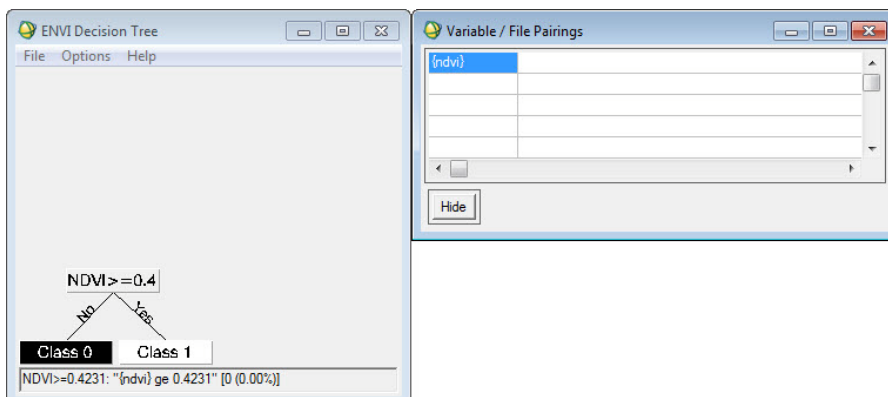 ENVI Decision Tree
File Options Help
NDVI>=0.4
No Yes
Class 0 Class 1
NDVI>=0.4231: "{ndvi} ge 0.4231" [0 (0.00%)]
Variable / File Pairings
{ndvi}
Hide